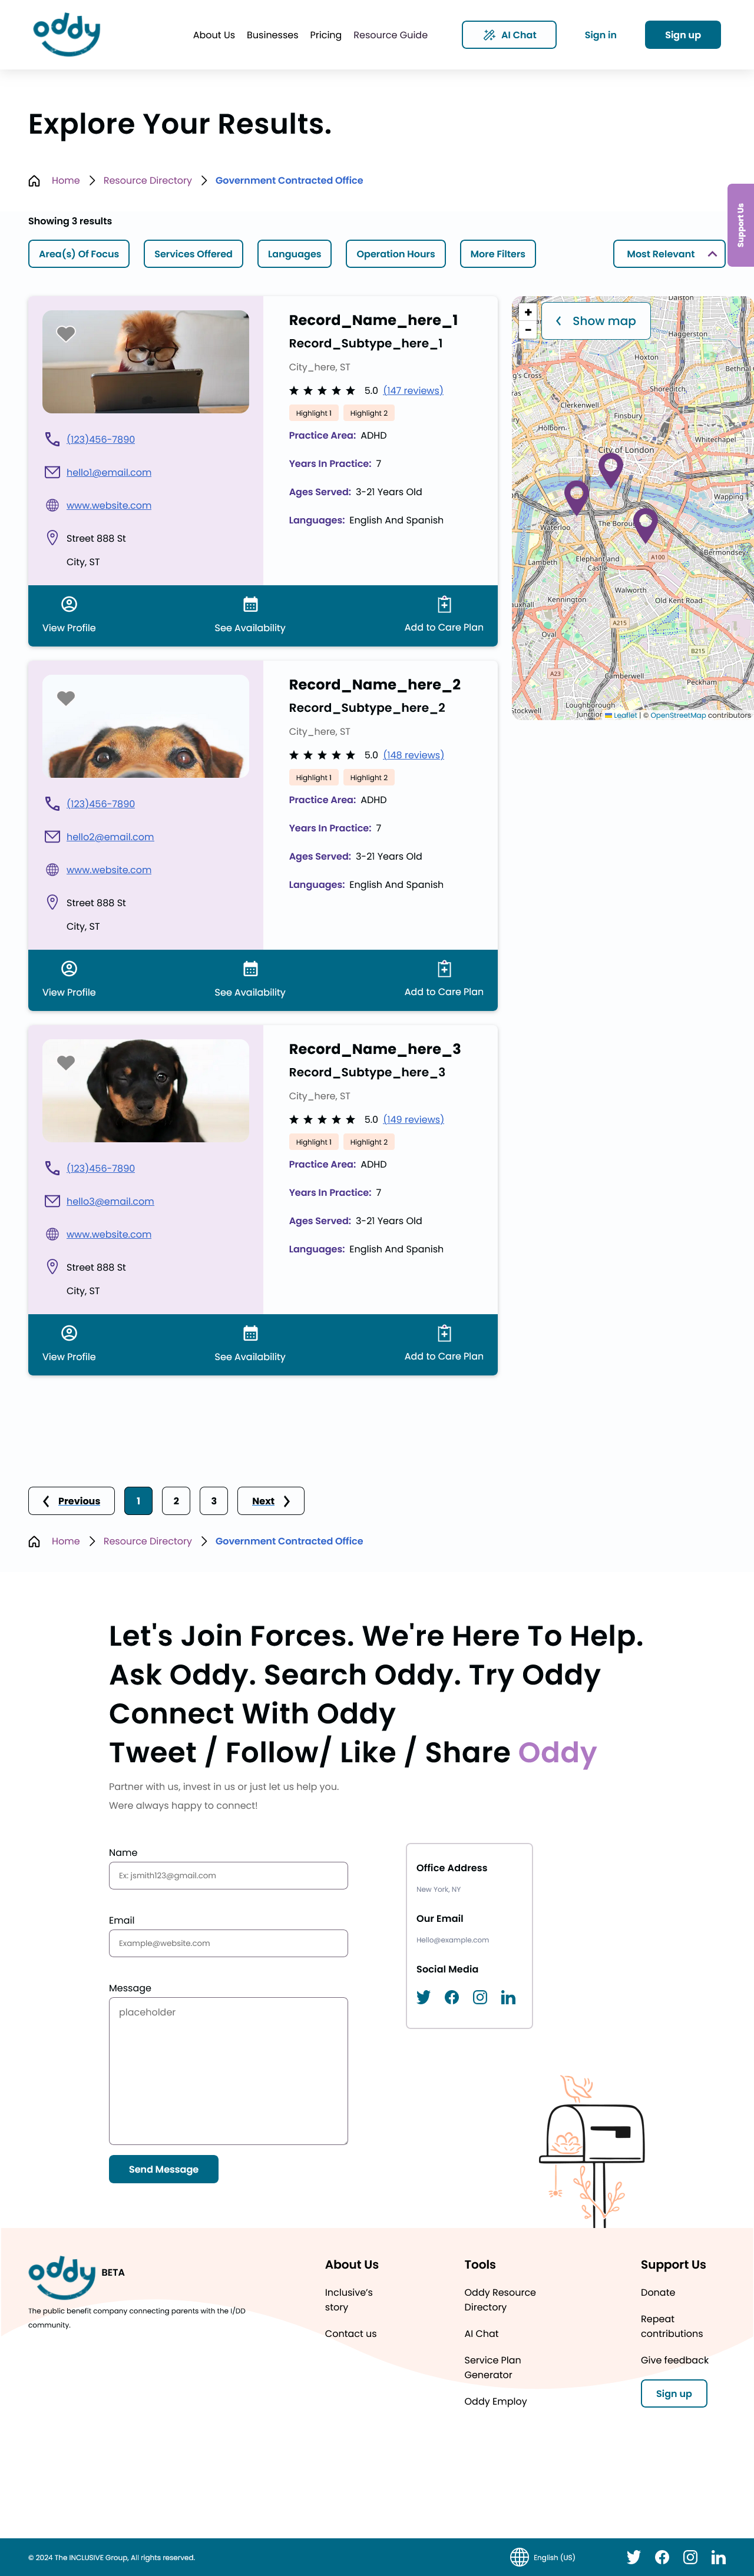 oddy
About Us Businesses Pricing Resource Guide AI Chat Sign in Sign up
Explore Your Results.
Home Resource Directory Government Contracted Office
Support Us
Showing 3 results
Area(s) Of Focus Services Offered Languages Operation Hours More Filters Most Relevant
Record_Name_here_1
Record_Subtype_here_1
City_here, ST
5.0 (147 reviews)
Highlight 1 Highlight 2
Practice Area: ADHD
Years In Practice: 7
Ages Served: 3-21 Years Old
Languages: English And Spanish
(123)456-7890
hello1@email.com
www.website.com
Street 888 St
City, ST
View Profile See Availability Add to Care Plan
+
-
Show map
Dalston
Haggerston
Hoxton
Bethnal
Shoreditch
g's Cross
ras
Clerkenwell
Finsbury
Holborn
Whitechapel
City of London
Wapping
Waterloo
The Borough
Bermondsey
A100
Lambeth
Elephant and
Castle
Walworth
Kennington
Old Kent Road
uxhall
A215
Oval
B215
A23
Camberwell
Peckham
Loughborough
Junction
Stockwell
Leaflet | © OpenStreetMap contributors
Record_Name_here_2
Record_Subtype_here_2
City_here, ST
5.0 (148 reviews)
Highlight 1 Highlight 2
Practice Area: ADHD
Years In Practice: 7
Ages Served: 3-21 Years Old
Languages: English And Spanish
(123)456-7890
hello2@email.com
www.website.com
Street 888 St
City, ST
View Profile See Availability Add to Care Plan
Record_Name_here_3
Record_Subtype_here_3
City_here, ST
5.0 (149 reviews)
Highlight 1 Highlight 2
Practice Area: ADHD
Years In Practice: 7
Ages Served: 3-21 Years Old
Languages: English And Spanish
(123)456-7890
hello3@email.com
www.website.com
Street 888 St
City, ST
View Profile See Availability Add to Care Plan
Previous 1 2 3 Next
Home Resource Directory Government Contracted Office
Let's Join Forces. We're Here To Help.
Ask Oddy. Search Oddy. Try Oddy
Connect With Oddy
Tweet / Follow/ Like / Share Oddy
Partner with us, invest in us or just let us help you.
Were always happy to connect!
Name
Ex: jsmith123@gmail.com
Email
Example@website.com
Message
placeholder
Send Message
Office Address
New York, NY
Our Email
Hello@example.com
Social Media
oddy BETA
The public benefit company connecting parents with the I/DD
community.
About Us
Inclusive's
story
Contact us
Tools
Oddy Resource
Directory
AI Chat
Service Plan
Generator
Oddy Employ
Support Us
Donate
Repeat
contributions
Give feedback
Sign up
© 2024 The INCLUSIVE Group, All rights reserved.
English (US)